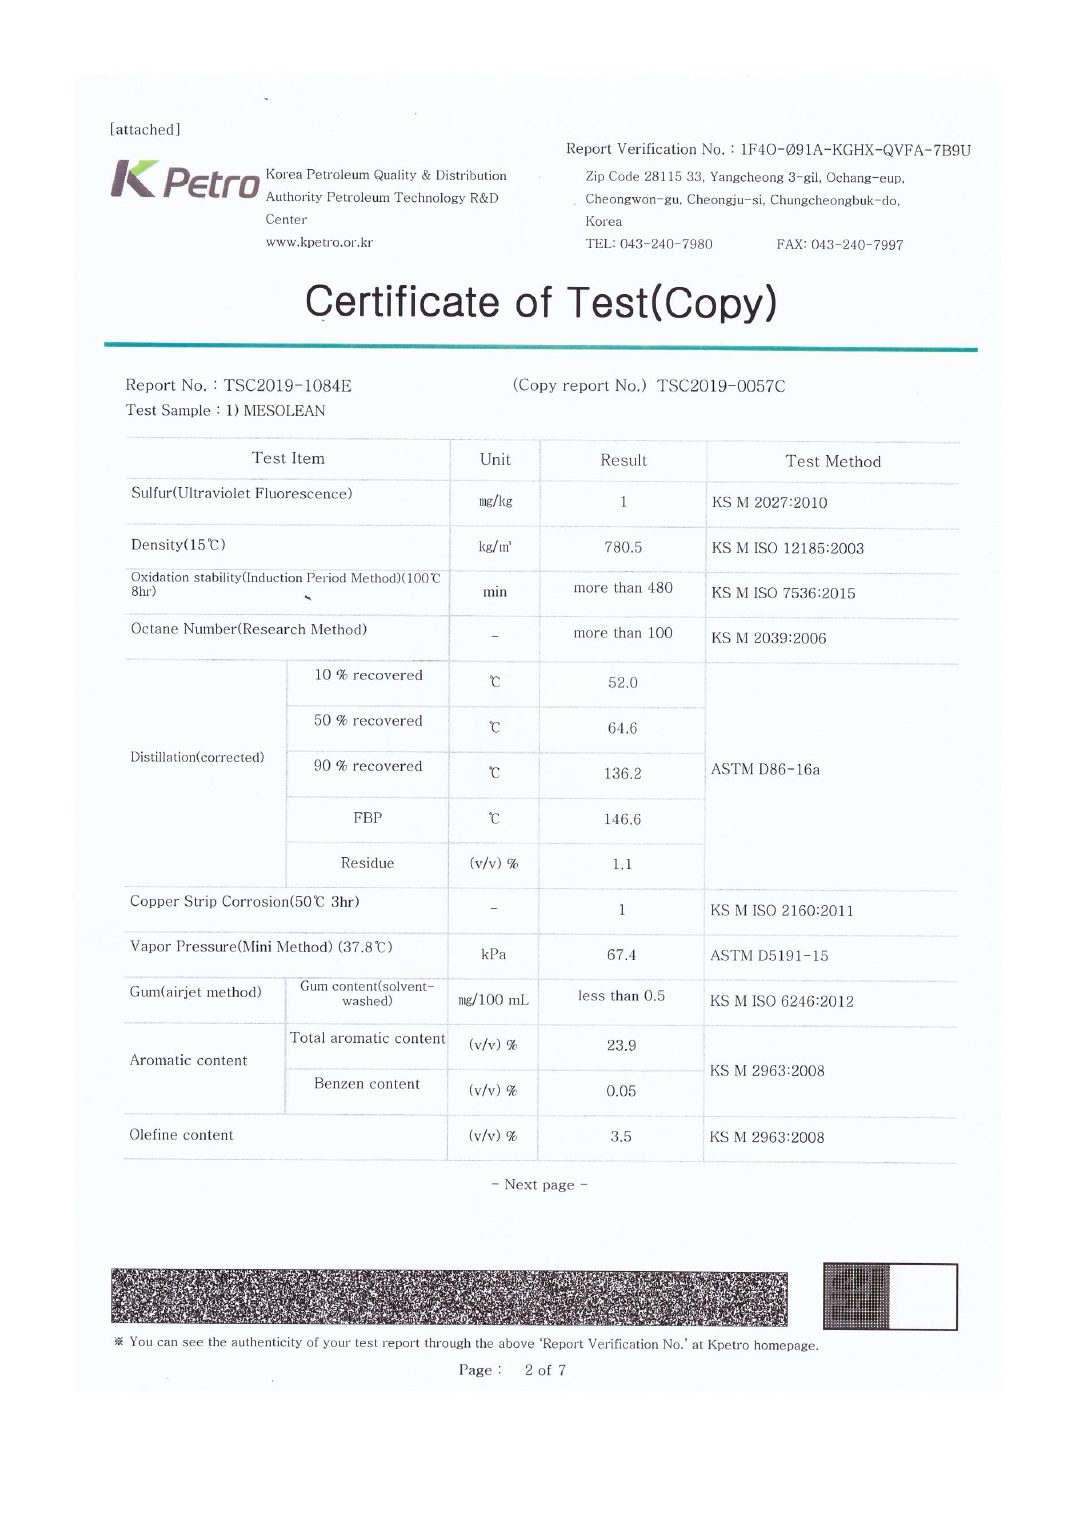 [attached]
Report Verification No. : 1F4O-Ø91A-KGHX-QVFA-7B9U
K Petro
Korea Petroleum Quality & Distribution
Authority Petroleum Technology R&D
Center
www.kpetro.or.kr
Zip Code 28115 33, Yangcheong 3-gil, Ochang-eup,
Cheongwon-gu, Cheongju-si, Chungcheongbuk-do,
Korea
TEL: 043-240-7980 FAX: 043-240-7997
Certificate of Test(Copy)
Report No. : TSC2019-1084E (Copy report No.) TSC2019-0057C
Test Sample : 1) MESOLEAN
Test Item Unit Result Test Method
Sulfur(Ultraviolet Fluorescence) ㎎/㎏ 1 KS M 2027:2010
Density(15℃) kg/m³ 780.5 KS M ISO 12185:2003
Oxidation stability(Induction Period Method)(100℃
8hr) min more than 480 KS M ISO 7536:2015
Octane Number(Research Method) - more than 100 KS M 2039:2006
Distillation(corrected)
10 % recovered ℃ 52.0
50 % recovered ℃ 64.6
90 % recovered ℃ 136.2
ASTM D86-16a
FBP ℃ 146.6
Residue (v/v) % 1.1
Copper Strip Corrosion(50℃ 3hr) - 1 KS M ISO 2160:2011
Vapor Pressure(Mini Method) (37.8℃) kPa 67.4 ASTM D5191-15
Gum(airjet method) Gum content(solvent-
washed) ㎎/100 mL less than 0.5 KS M ISO 6246:2012
Aromatic content
Total aromatic content (v/v) % 23.9
KS M 2963:2008
Benzen content (v/v) % 0.05
Olefine content (v/v) % 3.5 KS M 2963:2008
- Next page -
※ You can see the authenticity of your test report through the above ‘Report Verification No.’ at Kpetro homepage.
Page : 2 of 7